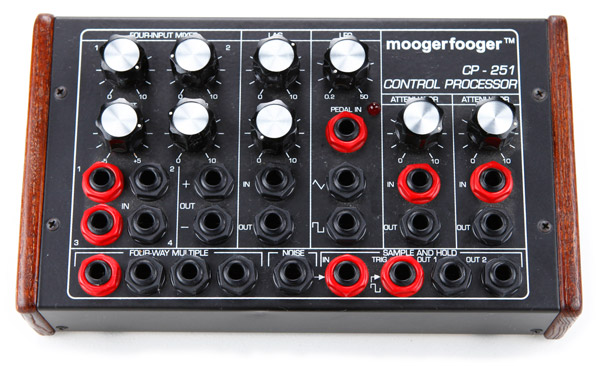 FOUR-INPUT MIXER
LAG
LFO
moogerfooger™
CP - 251
CONTROL PROCESSOR
1
2
0 10
0 10
0 10
0.2 50
PEDAL IN
ATTENUATOR
ATTENUATOR
+5
0 10
0 10
0 10
0 10
1
2
+
IN
IN
IN
IN
OUT
3
4
−
OUT
OUT
OUT
FOUR-WAY MULTIPLE
NOISE
SAMPLE AND HOLD
IN
TRIG
OUT 1
OUT 2